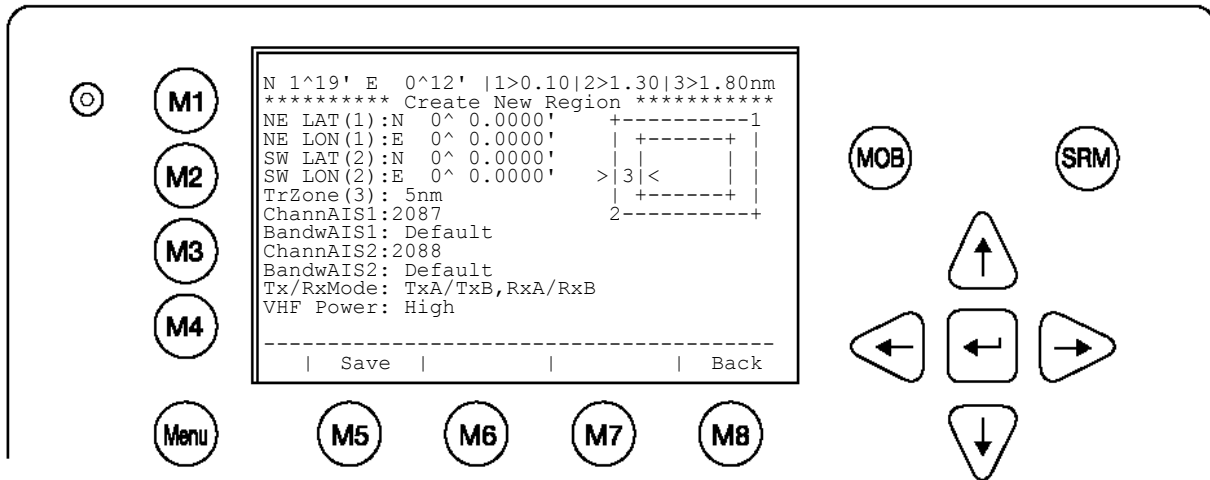 N 1^19' E  0^12' |1>0.10|2>1.30|3>1.80nm
********** Create New Region ***********
NE LAT(1):N  0^ 0.0000'    +-----------1
NE LON(1):E  0^ 0.0000'    | +------+ |
SW LAT(2):N  0^ 0.0000'    | |      | |
SW LON(2):E  0^ 0.0000'   >|3|<     | |
TrZone(3): 5nm             | +------+ |
ChannAIS1:2087             2-----------+
BandwAIS1: Default
ChannAIS2:2088
BandwAIS2: Default
Tx/RxMode: TxA/TxB,RxA/RxB
VHF Power: High
-----------------------------------------
| Save | | | Back
M1
M2
M3
M4
Menu
M5
M6
M7
M8
MOB
SRM